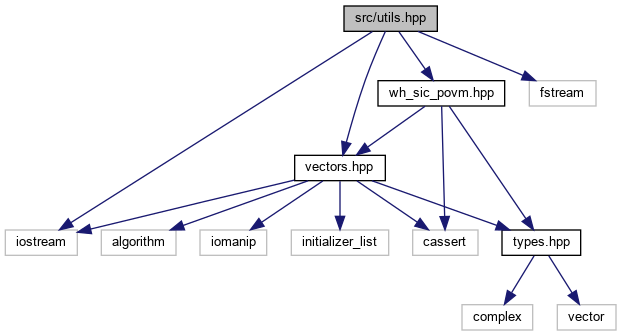 src/utils.hpp
wh_sic_povm.hpp
fstream
vectors.hpp
iostream
algorithm
iomanip
initializer_list
cassert
types.hpp
complex
vector